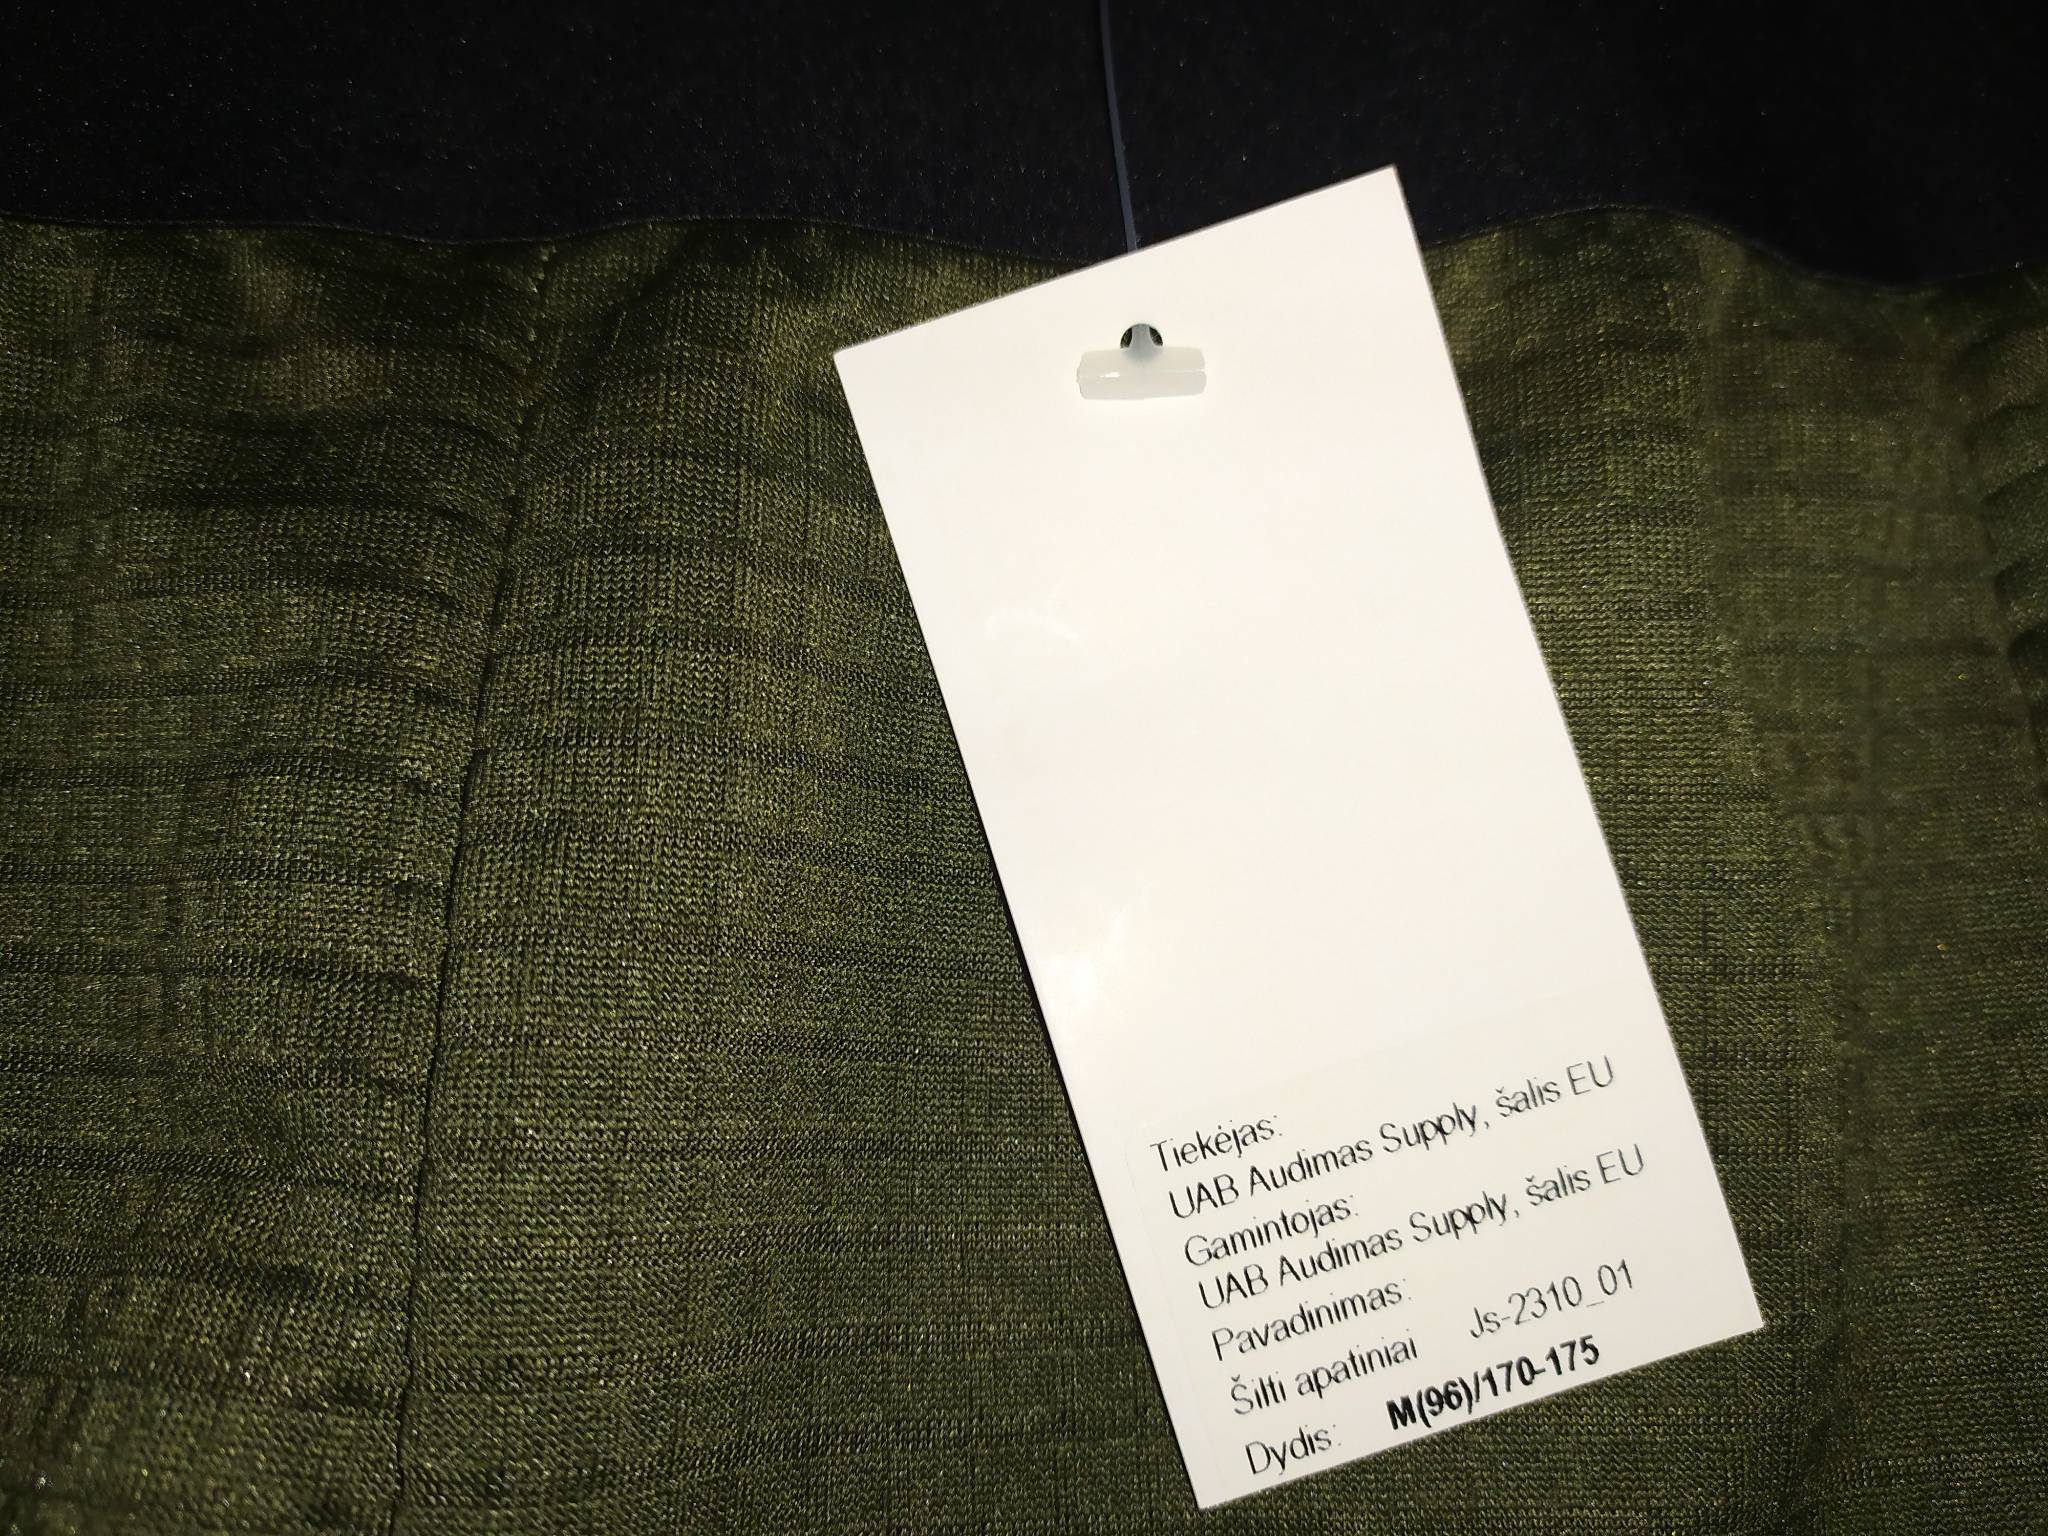 Tiekėjas:
UAB Audimas Supply, šalis EU
Gamintojas:
UAB Audimas Supply, šalis EU
Pavadinimas:
Šilti apatiniai Js-2310_01
Dydis: M(96)/170-175